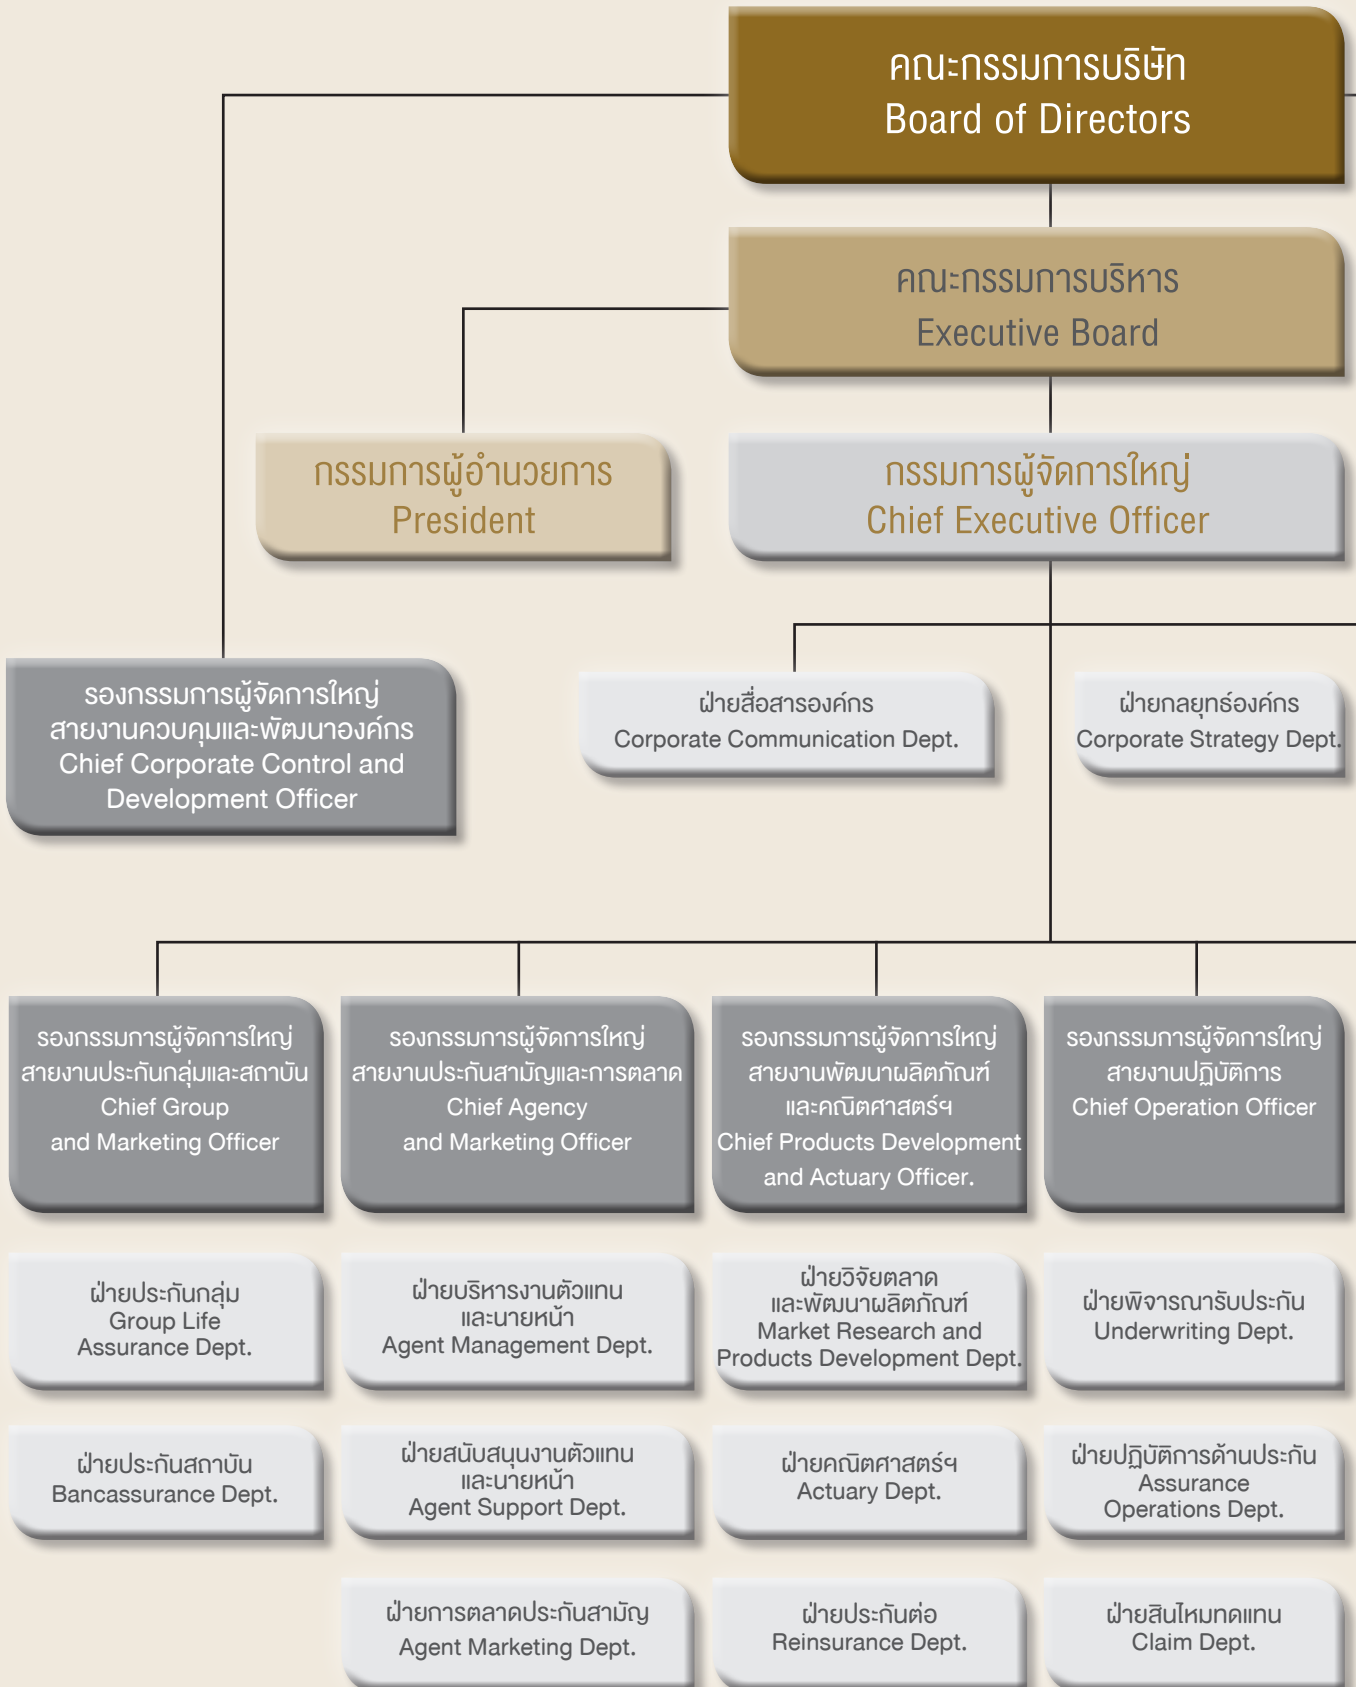 คณะกรรมการบริษัท
Board of Directors
คณะกรรมการบริหาร
Executive Board
กรรมการผู้อำนวยการ
President
กรรมการผู้จัดการใหญ่
Chief Executive Officer
รองกรรมการผู้จัดการใหญ่
สายงานควบคุมและพัฒนาองค์กร
Chief Corporate Control and
Development Officer
ฝ่ายสื่อสารองค์กร
Corporate Communication Dept.
ฝ่ายกลยุทธ์องค์กร
Corporate Strategy Dept.
รองกรรมการผู้จัดการใหญ่
สายงานประกันกลุ่มและสถาบัน
Chief Group
and Marketing Officer
รองกรรมการผู้จัดการใหญ่
สายงานประกันสามัญและการตลาด
Chief Agency
and Marketing Officer
รองกรรมการผู้จัดการใหญ่
สายงานพัฒนาผลิตภัณฑ์
และคณิตศาสตร์ฯ
Chief Products Development
and Actuary Officer.
รองกรรมการผู้จัดการใหญ่
สายงานปฏิบัติการ
Chief Operation Officer
ฝ่ายประกันกลุ่ม
Group Life
Assurance Dept.
ฝ่ายบริหารงานตัวแทน
และนายหน้า
Agent Management Dept.
ฝ่ายวิจัยตลาด
และพัฒนาผลิตภัณฑ์
Market Research and
Products Development Dept.
ฝ่ายพิจารณารับประกัน
Underwriting Dept.
ฝ่ายประกันสถาบัน
Bancassurance Dept.
ฝ่ายสนับสนุนงานตัวแทน
และนายหน้า
Agent Support Dept.
ฝ่ายคณิตศาสตร์ฯ
Actuary Dept.
ฝ่ายปฏิบัติการด้านประกัน
Assurance
Operations Dept.
ฝ่ายการตลาดประกันสามัญ
Agent Marketing Dept.
ฝ่ายประกันต่อ
Reinsurance Dept.
ฝ่ายสินไหมทดแทน
Claim Dept.